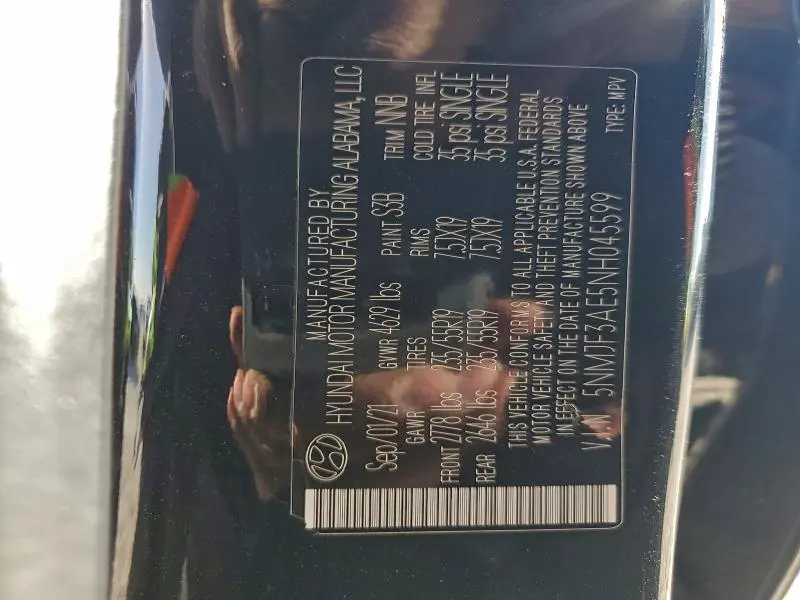 MANUFACTURED BY
HYUNDAI MOTOR MANUFACTURING ALABAMA, LLC
Sep/01/21 GVWR 4629 lbs PAINT S3B TRIM NNB
GAWR TIRES RIMS COLD TIRE INFL
FRONT 2778 lbs 235/55R19 7.5JX19 35 psi SINGLE
REAR 2646 lbs 235/55R19 7.5JX19 35 psi SINGLE
THIS VEHICLE CONFORMS TO ALL APPLICABLE U.S.A. FEDERAL
MOTOR VEHICLE SAFETY AND THEFT PREVENTION STANDARDS
IN EFFECT ON THE DATE OF MANUFACTURE SHOWN ABOVE
V.I.N 5NMJF3AE5NH045599 TYPE: MPV